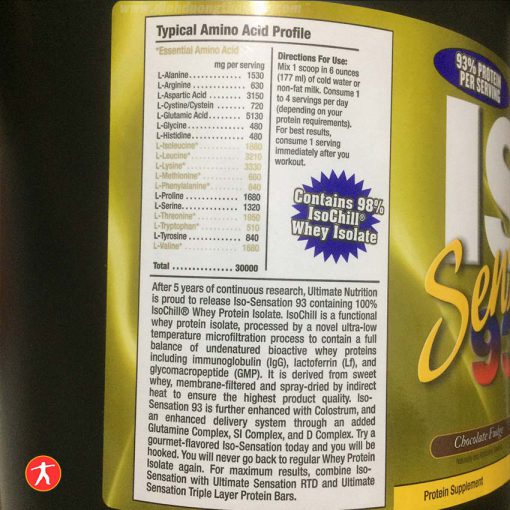 www.dinhduongthehinh.com
Typical Amino Acid Profile
*Essential Amino Acid
mg per serving
L-Alanine 1530
L-Arginine 630
L-Aspartic Acid 3150
L-Cystine/Cystein 720
L-Glutamic Acid 5130
L-Glycine 480
L-Histidine 480
L-Isoleucine* 1860
L-Leucine* 3210
L-Lysine* 3330
L-Methionine* 660
L-Phenylalanine* 840
L-Proline 1680
L-Serine 1320
L-Threonine* 1950
L-Tryptophan* 510
L-Tyrosine 840
L-Valine* 1680
Total 30000
Directions For Use:
Mix 1 scoop in 6 ounces
(177 ml) of cold water or
non-fat milk. Consume 1
to 4 servings per day
(depending on your
protein requirements).
For best results,
consume 1 serving
immediately after you
workout.
Contains 98%
IsoChill®
Whey Isolate
After 5 years of continuous research, Ultimate Nutrition
is proud to release Iso-Sensation 93 containing 100%
IsoChill® Whey Protein Isolate. IsoChill is a functional
whey protein isolate, processed by a novel ultra-low
temperature microfiltration process to contain a full
balance of undenatured bioactive whey proteins
including immunoglobulin (IgG), lactoferrin (Lf), and
glycomacropeptide (GMP). It is derived from sweet
whey, membrane-filtered and spray-dried by indirect
heat to ensure the highest product quality. Iso-
Sensation 93 is further enhanced with Colostrum, and
an enhanced delivery system through an added
Glutamine Complex, SI Complex, and D Complex. Try a
gourmet-flavored Iso-Sensation today and you will be
hooked. You will never go back to regular Whey Protein
Isolate again. For maximum results, combine Iso-
Sensation with Ultimate Sensation RTD and Ultimate
Sensation Triple Layer Protein Bars.
93% PROTEIN
PER SERVING
IS
Sens
93
Chocolate Fudge
Protein Supplement